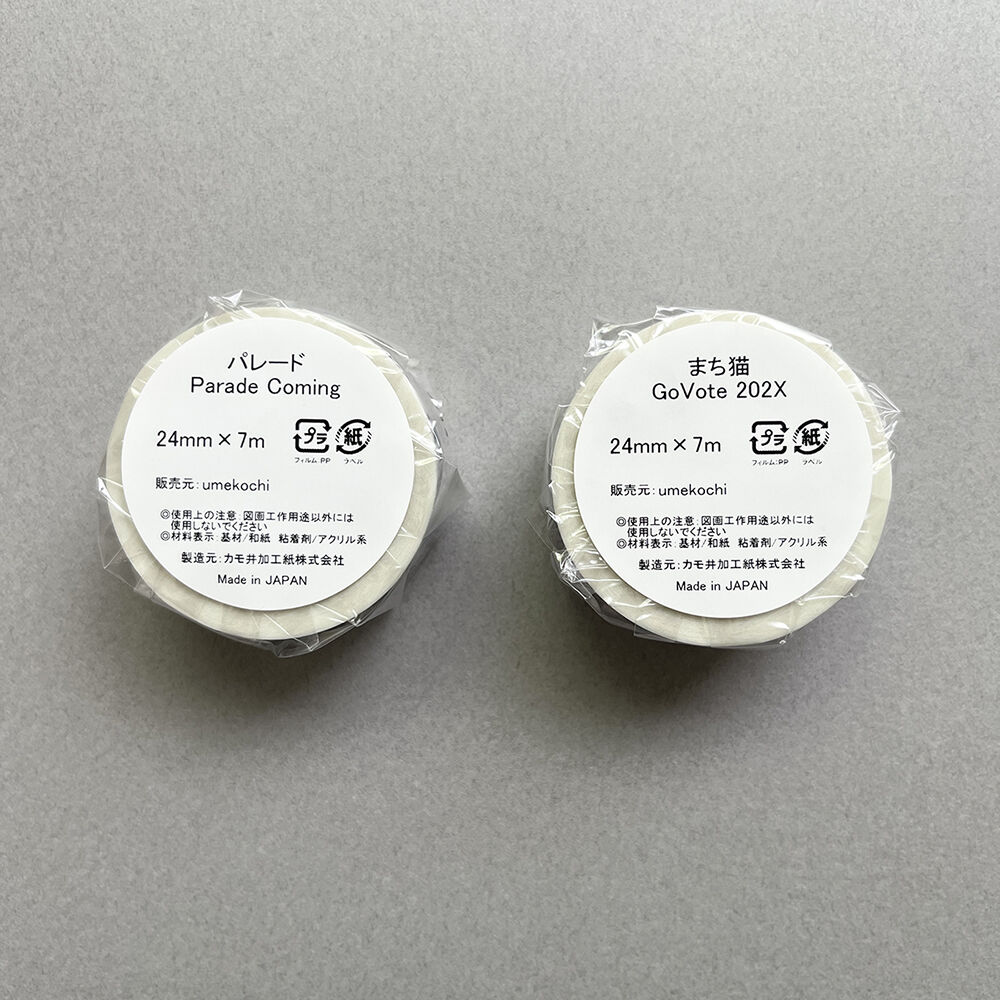 パレード
Parade Coming
24mm×7m
プラ
紙
フィルム:PP
ラベル
販売元:umekochi
◎使用上の注意:図画工作用途以外には
使用しないでください
◎材料表示:基材/和紙 粘着剤/アクリル系
製造元:カモ井加工紙株式会社
Made in JAPAN
まち猫
GoVote 202X
24mm×7m
プラ
紙
フィルム:PP
ラベル
販売元:umekochi
◎使用上の注意:図画工作用途以外には
使用しないでください
◎材料表示:基材/和紙 粘着剤/アクリル系
製造元:カモ井加工紙株式会社
Made in JAPAN